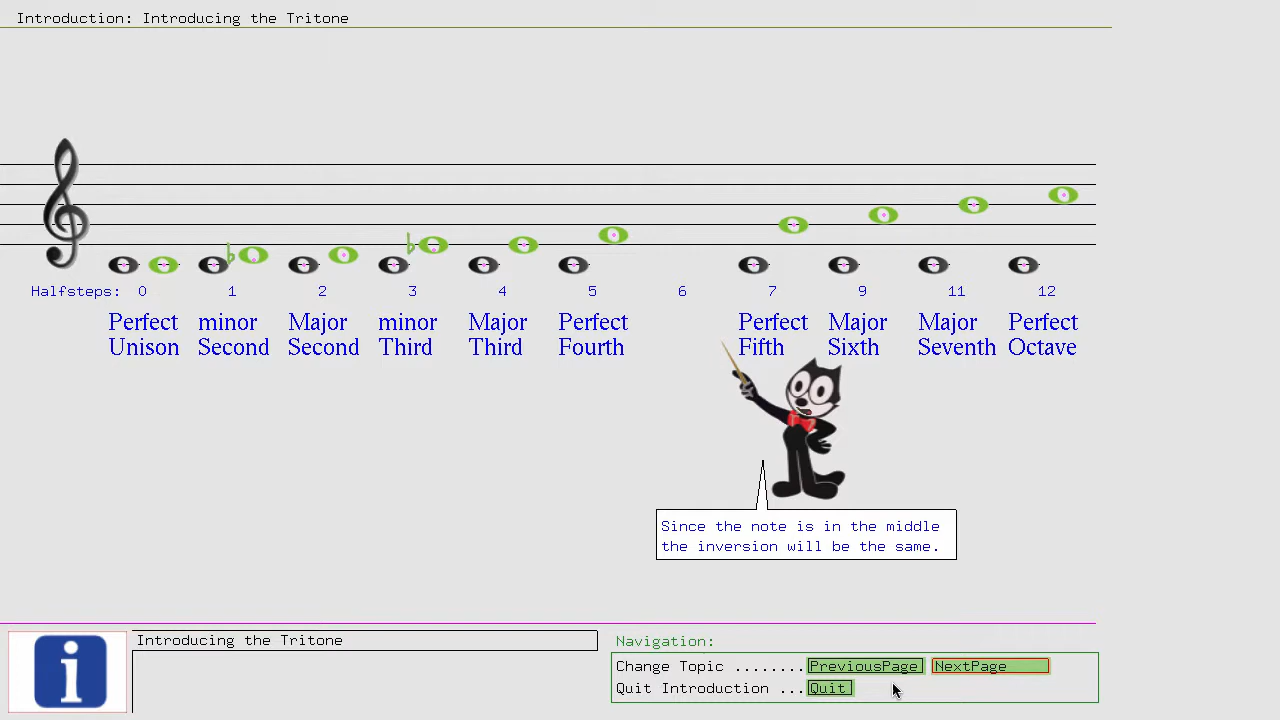 Introduction: Introducing the Tritone
♭ ♭
Halfsteps: 0 1 2 3 4 5 6 7 9 11 12
Perfect minor Major minor Major Perfect Perfect Major Major Perfect
Unison Second Second Third Third Fourth Fifth Sixth Seventh Octave
Since the note is in the middle
the inversion will be the same.
i
Introducing the Tritone
Navigation:
Change Topic ........ PreviousPage NextPage
Quit Introduction ... Quit